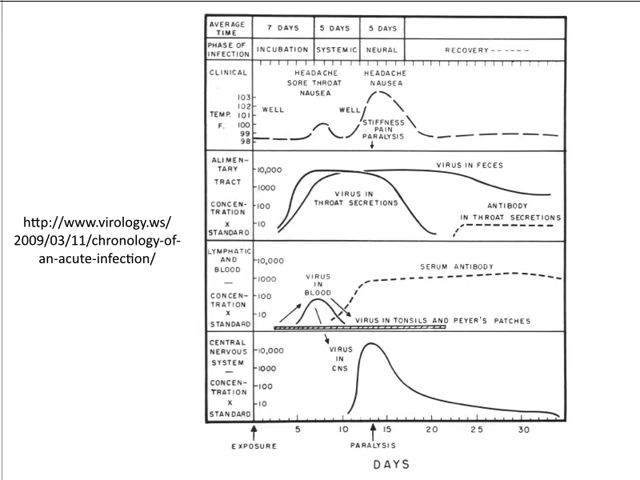 http://www.virology.ws/
2009/03/11/chronology-of-
an-acute-infection/
AVERAGE
TIME
7 DAYS
5 DAYS
5 DAYS
PHASE OF
INFECTION
INCUBATION
SYSTEMIC
NEURAL
RECOVERY------
CLINICAL
TEMP.
F.
103
102
101
100
99
98
WELL
HEADACHE
SORE THROAT
NAUSEA
WELL
HEADACHE
NAUSEA
STIFFNESS
PAIN
PARALYSIS
ALIMEN-
TARY
TRACT
CONCEN-
TRATION
X
STANDARD
10,000
1000
100
10
VIRUS IN FECES
VIRUS IN
THROAT SECRETIONS
ANTIBODY
IN THROAT SECRETIONS
LYMPHATIC
AND
BLOOD
—
CONCEN-
TRATION
X
STANDARD
10,000
1000
100
10
VIRUS
IN
BLOOD
SERUM ANTIBODY
VIRUS IN TONSILS AND PEYER'S PATCHES
CENTRAL
NERVOUS
SYSTEM
—
CONCEN-
TRATION
X
STANDARD
10,000
1000
100
10
VIRUS
IN
CNS
5
10
15
20
30
EXPOSURE
PARALYSIS
DAYS